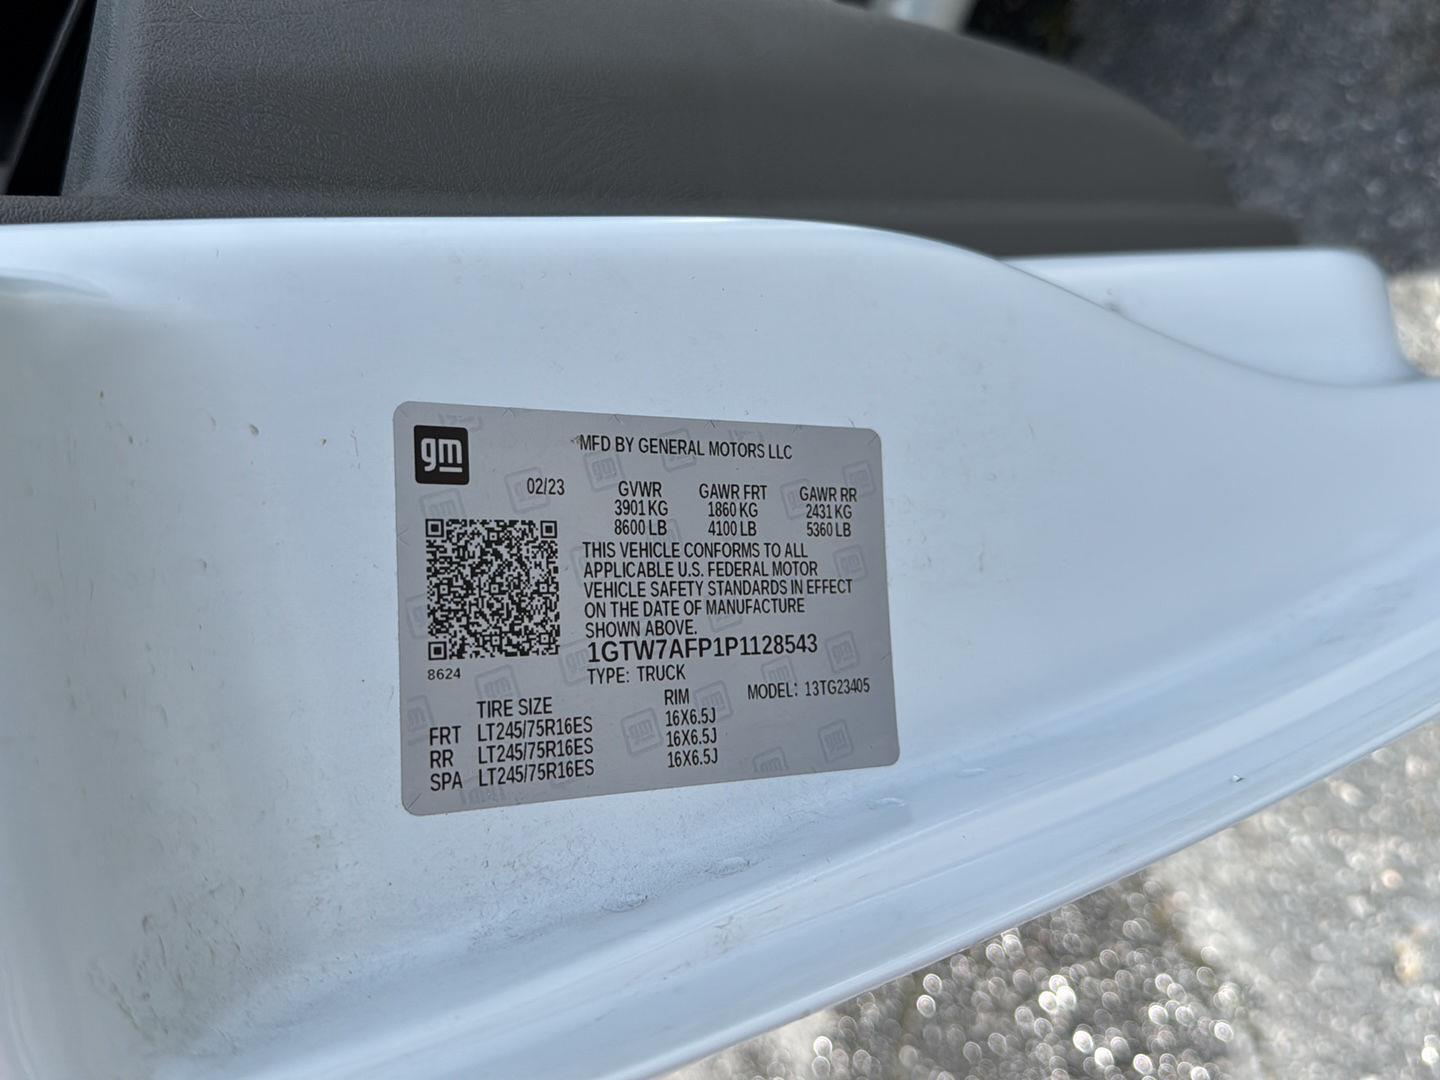 gm
MFD BY GENERAL MOTORS LLC
02/23
GVWR GAWR FRT GAWR RR
3901 KG 1860 KG 2431 KG
8600 LB 4100 LB 5360 LB
THIS VEHICLE CONFORMS TO ALL
APPLICABLE U.S. FEDERAL MOTOR
VEHICLE SAFETY STANDARDS IN EFFECT
ON THE DATE OF MANUFACTURE
SHOWN ABOVE.
1GTW7AFP1P1128543
8624
TYPE: TRUCK
MODEL: 13TG23405
TIRE SIZE RIM
FRT LT245/75R16ES 16X6.5J
RR LT245/75R16ES 16X6.5J
SPA LT245/75R16ES 16X6.5J